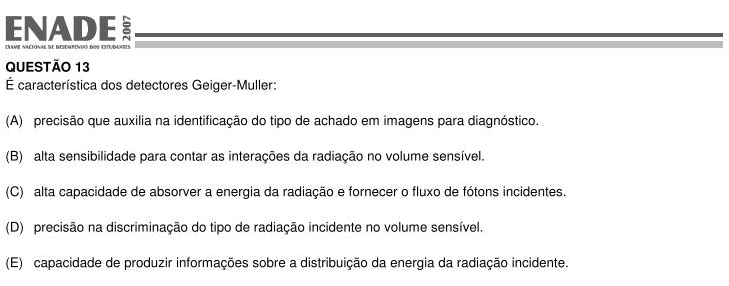 ENADE 2007
EXAME NACIONAL DE DESEMPENHO DOS ESTUDANTES
QUESTÃO 13
É característica dos detectores Geiger-Muller:
(A) precisão que auxilia na identificação do tipo de achado em imagens para diagnóstico.
(B) alta sensibilidade para contar as interações da radiação no volume sensível.
(C) alta capacidade de absorver a energia da radiação e fornecer o fluxo de fótons incidentes.
(D) precisão na discriminação do tipo de radiação incidente no volume sensível.
(E) capacidade de produzir informações sobre a distribuição da energia da radiação incidente.